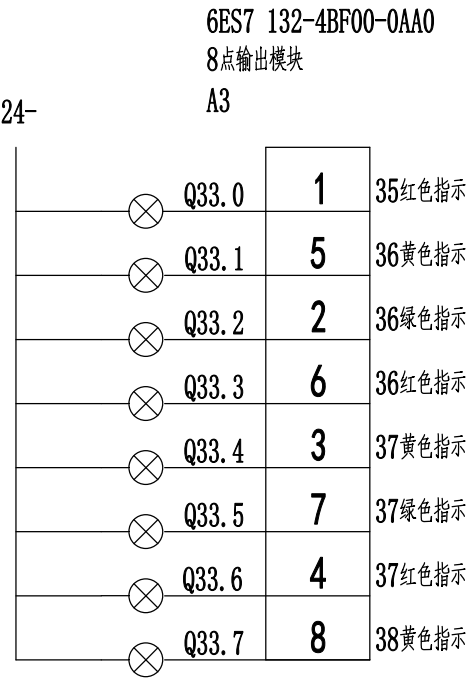 6ES7 132-4BF00-0AA0
8点输出模块
A3
24-
Q33.0 1 35红色指示
Q33.1 5 36黄色指示
Q33.2 2 36绿色指示
Q33.3 6 36红色指示
Q33.4 3 37黄色指示
Q33.5 7 37绿色指示
Q33.6 4 37红色指示
Q33.7 8 38黄色指示